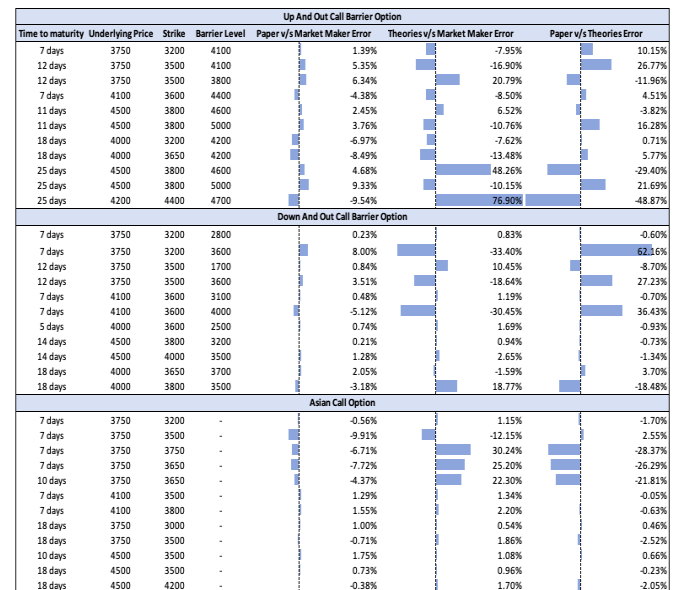 Up And Out Call Barrier Option
Time to maturity Underlying Price Strike Barrier Level Paper v/s Market Maker Error Theories v/s Market Maker Error Paper v/s Theories Error
7 days 3750 3200 4100 1.39% -7.95% 10.15%
12 days 3750 3500 4100 5.35% -16.90% 26.77%
12 days 3750 3500 3800 6.34% 20.79% -11.96%
7 days 4100 3600 4400 -4.38% -8.50% 4.51%
11 days 4500 3800 4600 2.45% 6.52% -3.82%
11 days 4500 3800 5000 3.76% -10.76% 16.28%
18 days 4000 3200 4200 -6.97% -7.62% 0.71%
18 days 4000 3650 4200 -8.49% -13.48% 5.77%
25 days 4500 3800 4600 4.68% 48.26% -29.40%
25 days 4500 3800 5000 9.33% -10.15% 21.69%
25 days 4200 4400 4700 -9.54% 76.90% -48.87%
Down And Out Call Barrier Option
7 days 3750 3200 2800 0.23% 0.83% -0.60%
7 days 3750 3200 3600 8.00% -33.40% 62.16%
12 days 3750 3500 1700 0.84% 10.45% -8.70%
12 days 3750 3500 3600 3.51% -18.64% 27.23%
7 days 4100 3600 3100 0.48% 1.19% -0.70%
7 days 4100 3600 4000 -5.12% -30.45% 36.43%
5 days 4000 3600 2500 0.74% 1.69% -0.93%
14 days 4500 3800 3200 0.21% 0.94% -0.73%
14 days 4500 4000 3500 1.28% 2.65% -1.34%
18 days 4000 3650 3700 2.05% -1.59% 3.70%
18 days 4000 3800 3500 -3.18% 18.77% -18.48%
Asian Call Option
7 days 3750 3200 - -0.56% 1.15% -1.70%
7 days 3750 3500 - -9.91% -12.15% 2.55%
7 days 3750 3750 - -6.71% 30.24% -28.37%
7 days 3750 3650 - -7.72% 25.20% -26.29%
10 days 3750 3650 - -4.37% 22.30% -21.81%
7 days 4100 3500 - 1.29% 1.34% -0.05%
7 days 4100 3800 - 1.55% 2.20% -0.63%
18 days 3750 3000 - 1.00% 0.54% 0.46%
18 days 3750 3500 - -0.71% 1.86% -2.52%
10 days 4500 3500 - 1.75% 1.08% 0.66%
18 days 4500 3500 - 0.73% 0.96% -0.23%
18 days 4500 4200 - -0.38% 1.70% -2.05%